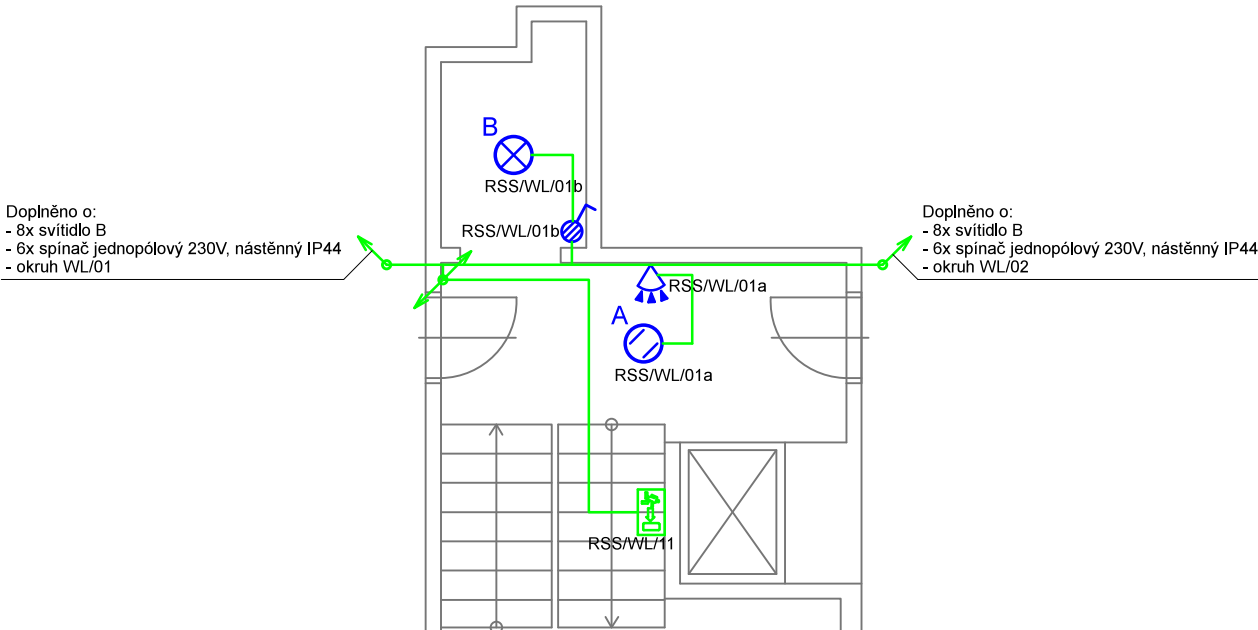 B
RSS/WL/01b
RSS/WL/01b
Doplněno o:
- 8x svítidlo B
- 6x spínač jednopólový 230V, nástěnný IP44
- okruh WL/01
Doplněno o:
- 8x svítidlo B
- 6x spínač jednopólový 230V, nástěnný IP44
- okruh WL/02
RSS/WL/01a
A
RSS/WL/01a
RSS/WL/11